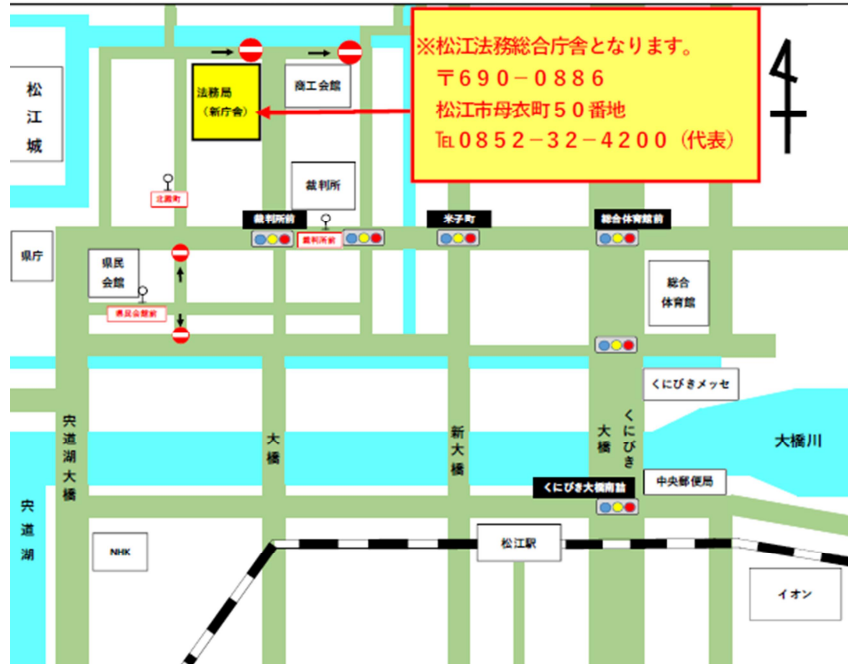 ※松江法務総合庁舎となります。
〒690-0886
松江市母衣町50番地
℡0852-32-4200（代表）
松江城
法務局
（新庁舎）
商工会館
裁判所
北殿町
裁判所前
裁判所前
米子町
総合体育館前
県庁
県民
会館
県民会館前
総合
体育館
くにびきメッセ
宍道湖大橋
大橋
新大橋
くにびき
大橋
大橋川
中央郵便局
くにびき大橋南詰
宍道湖
NHK
松江駅
イオン